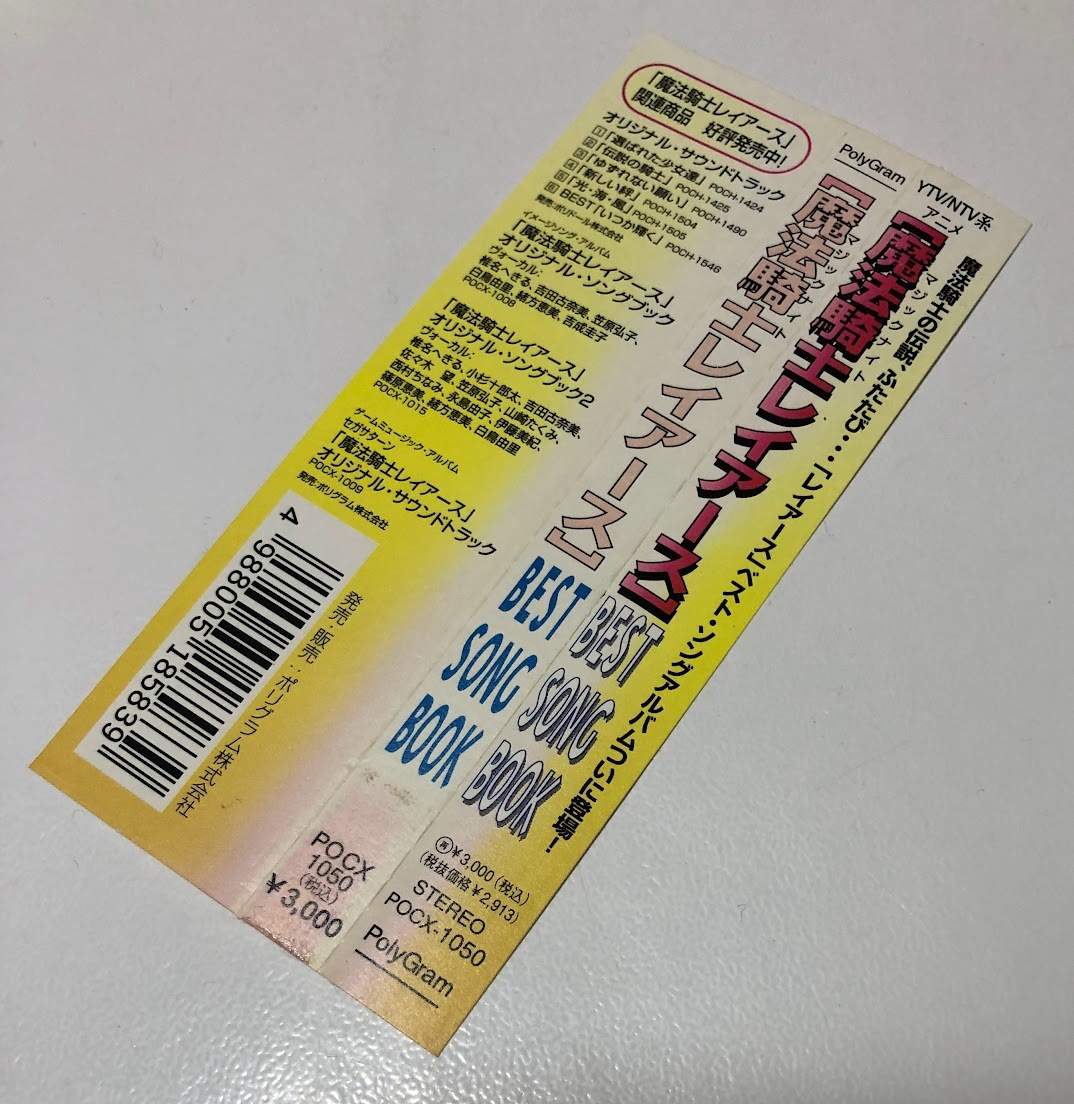 「魔法騎士レイアース」
関連商品 好評発売中!
オリジナル・サウンドトラック
1「選ばれた少女達」POCH-1424
2「伝説の騎士」POCH-1425
3「ゆずれない願い」POCH-1490
4「新しい絆」POCH-1504
5「光・海・風」POCH-1505
6 BEST「いつか輝く」POCH-1546
発売:ポリドール株式会社
イメージソング・アルバム
「魔法騎士レイアース」
オリジナル・ソングブック
ヴォーカル:
椎名へきる、吉田古奈美、笠原弘子、
白鳥由里、緒方恵美、吉成圭子
POCX-1008
「魔法騎士レイアース」
オリジナル・ソングブック2
ヴォーカル:
椎名へきる、小杉十郎太、吉田古奈美、
佐々木 望、笠原弘子、山崎たくみ、
西村ちなみ、永島由子、伊藤美紀、
篠原恵美、緒方恵美、白鳥由里
POCX-1015
ゲームミュージック・アルバム
セガサターン
「魔法騎士レイアース」
オリジナル・サウンドトラック
POCX-1009
発売:ポリグラム株式会社
4 988005 185839
発売・販売:ポリグラム株式会社
PolyGram
[魔法騎士レイアース]
マジックナイト
BEST
SONG
BOOK
POCX
1050
(税込)
¥3,000
YTV/NTV系
アニメ
[魔法騎士レイアース]
マジックナイト
BEST
SONG
BOOK
魔法騎士の伝説、ふたたび・・・「レイアース」ベスト・ソングアルバムついに登場!
再¥3,000(税込)
(税抜価格¥2,913)
STEREO
POCX-1050
PolyGram